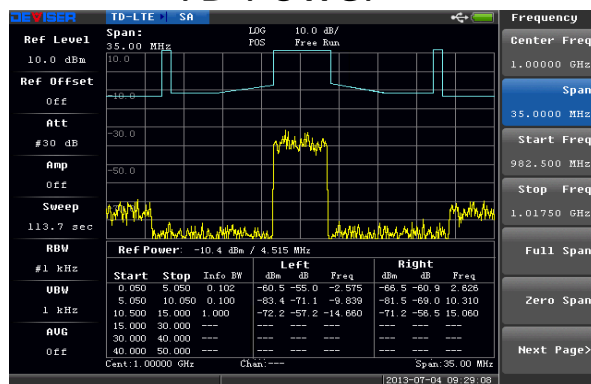 DEVISER TD-LTE SA
Frequency
Ref Level
10.0 dBm
Ref Offset
Off
Att
#30 dB
Amp
Off
Sweep
113.7 sec
RBW
#1 kHz
VBW
1 kHz
AVG
Off
Span:
35.00 MHz
LOG 10.0 dB/
POS Free Run
10.0
-10.0
-30.0
-50.0
Ref Power: -10.4 dBm / 4.515 MHz
Left Right
Start Stop Info BW dBm dB Freq dBm dB Freq
0.050 5.050 0.102 -60.5 -55.0 -2.575 -66.5 -60.9 2.626
5.050 10.050 0.100 -83.4 -71.1 -9.839 -81.5 -69.0 10.310
10.500 15.000 1.000 -72.2 -57.2 -14.660 -71.2 -56.5 15.060
15.000 30.000 --- --- --- --- --- --- ---
30.000 40.000 --- --- --- --- --- --- ---
40.000 50.000 --- --- --- --- --- --- ---
Cent:1.00000 GHz Chan:--- Span:35.00 MHz
2013-07-04 09:29:08
Center Freq
1.00000 GHz
Span
35.0000 MHz
Start Freq
982.500 MHz
Stop Freq
1.01750 GHz
Full Span
Zero Span
Next Page>